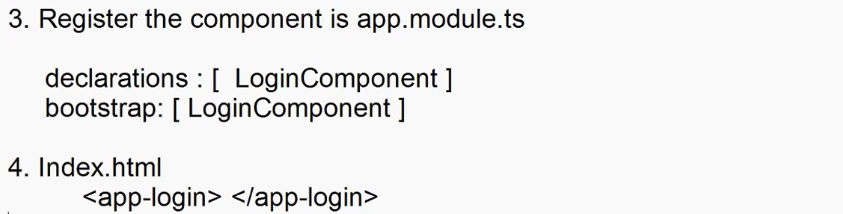 3. Register the component is app.module.ts
declarations : [ LoginComponent ]
bootstrap: [ LoginComponent ]
4. Index.html
<app-login> </app-login>